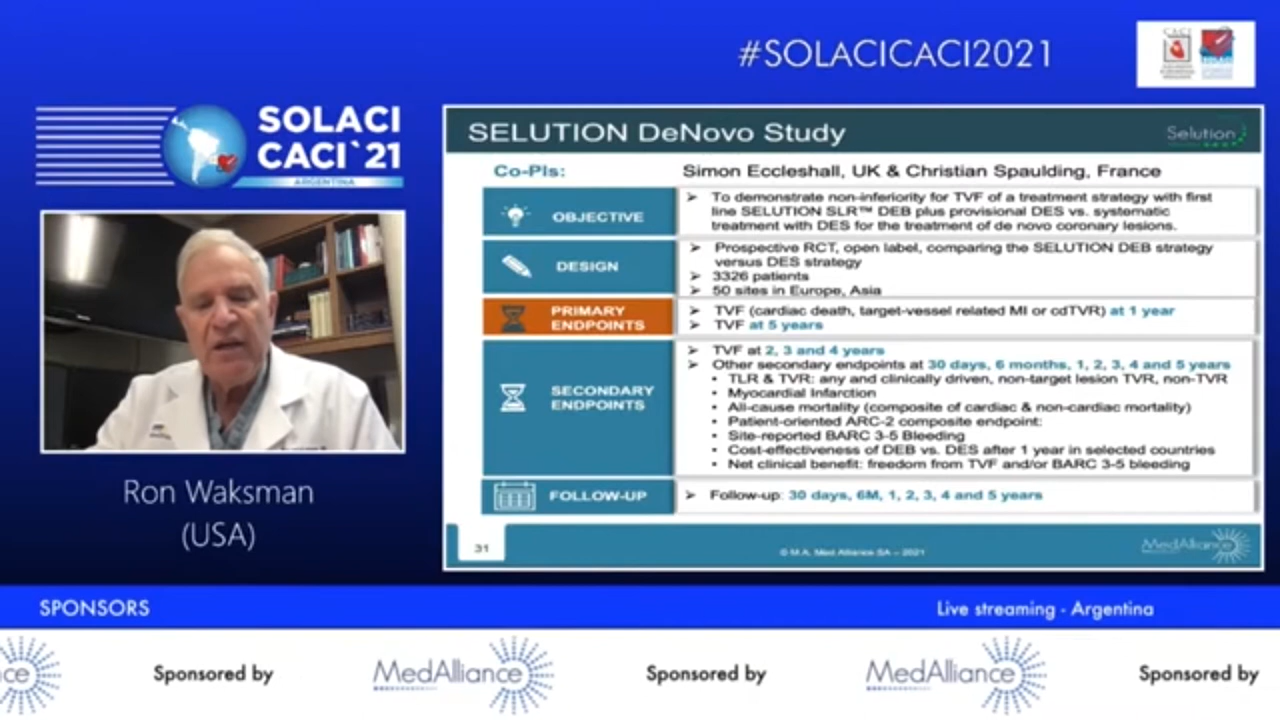 #SOLACICACI2021
CACI
SOLACI
SOLACI
CACI`21
ARGENTINA
Ron Waksman
(USA)
SELUTION DeNovo Study
Selution
Co-PIs:
Simon Eccleshall, UK & Christian Spaulding, France
OBJECTIVE
➢ To demonstrate non-inferiority for TVF of a treatment strategy with first
line SELUTION SLR™ DEB plus provisional DES vs. systematic
treatment with DES for the treatment of de novo coronary lesions.
DESIGN
➢ Prospective RCT, open label, comparing the SELUTION DEB strategy
versus DES strategy
➢ 3326 patients
➢ 50 sites in Europe, Asia
PRIMARY
ENDPOINTS
➢ TVF (cardiac death, target-vessel related MI or cdTVR) at 1 year
➢ TVF at 5 years
SECONDARY
ENDPOINTS
➢ TVF at 2, 3 and 4 years
➢ Other secondary endpoints at 30 days, 6 months, 1, 2, 3, 4 and 5 years
• TLR & TVR: any and clinically driven, non-target lesion TVR, non-TVR
• Myocardial Infarction
• All-cause mortality (composite of cardiac & non-cardiac mortality)
• Patient-oriented ARC-2 composite endpoint:
• Site-reported BARC 3-5 Bleeding
• Cost-effectiveness of DEB vs. DES after 1 year in selected countries
• Net clinical benefit: freedom from TVF and/or BARC 3-5 bleeding
FOLLOW-UP
➢ Follow-up: 30 days, 6M, 1, 2, 3, 4 and 5 years
31
© M.A. Med Alliance SA – 2021
MedAlliance
SPONSORS
Live streaming - Argentina
ce
Sponsored by
MedAlliance
Sponsored by
MedAlliance
Sponsored by